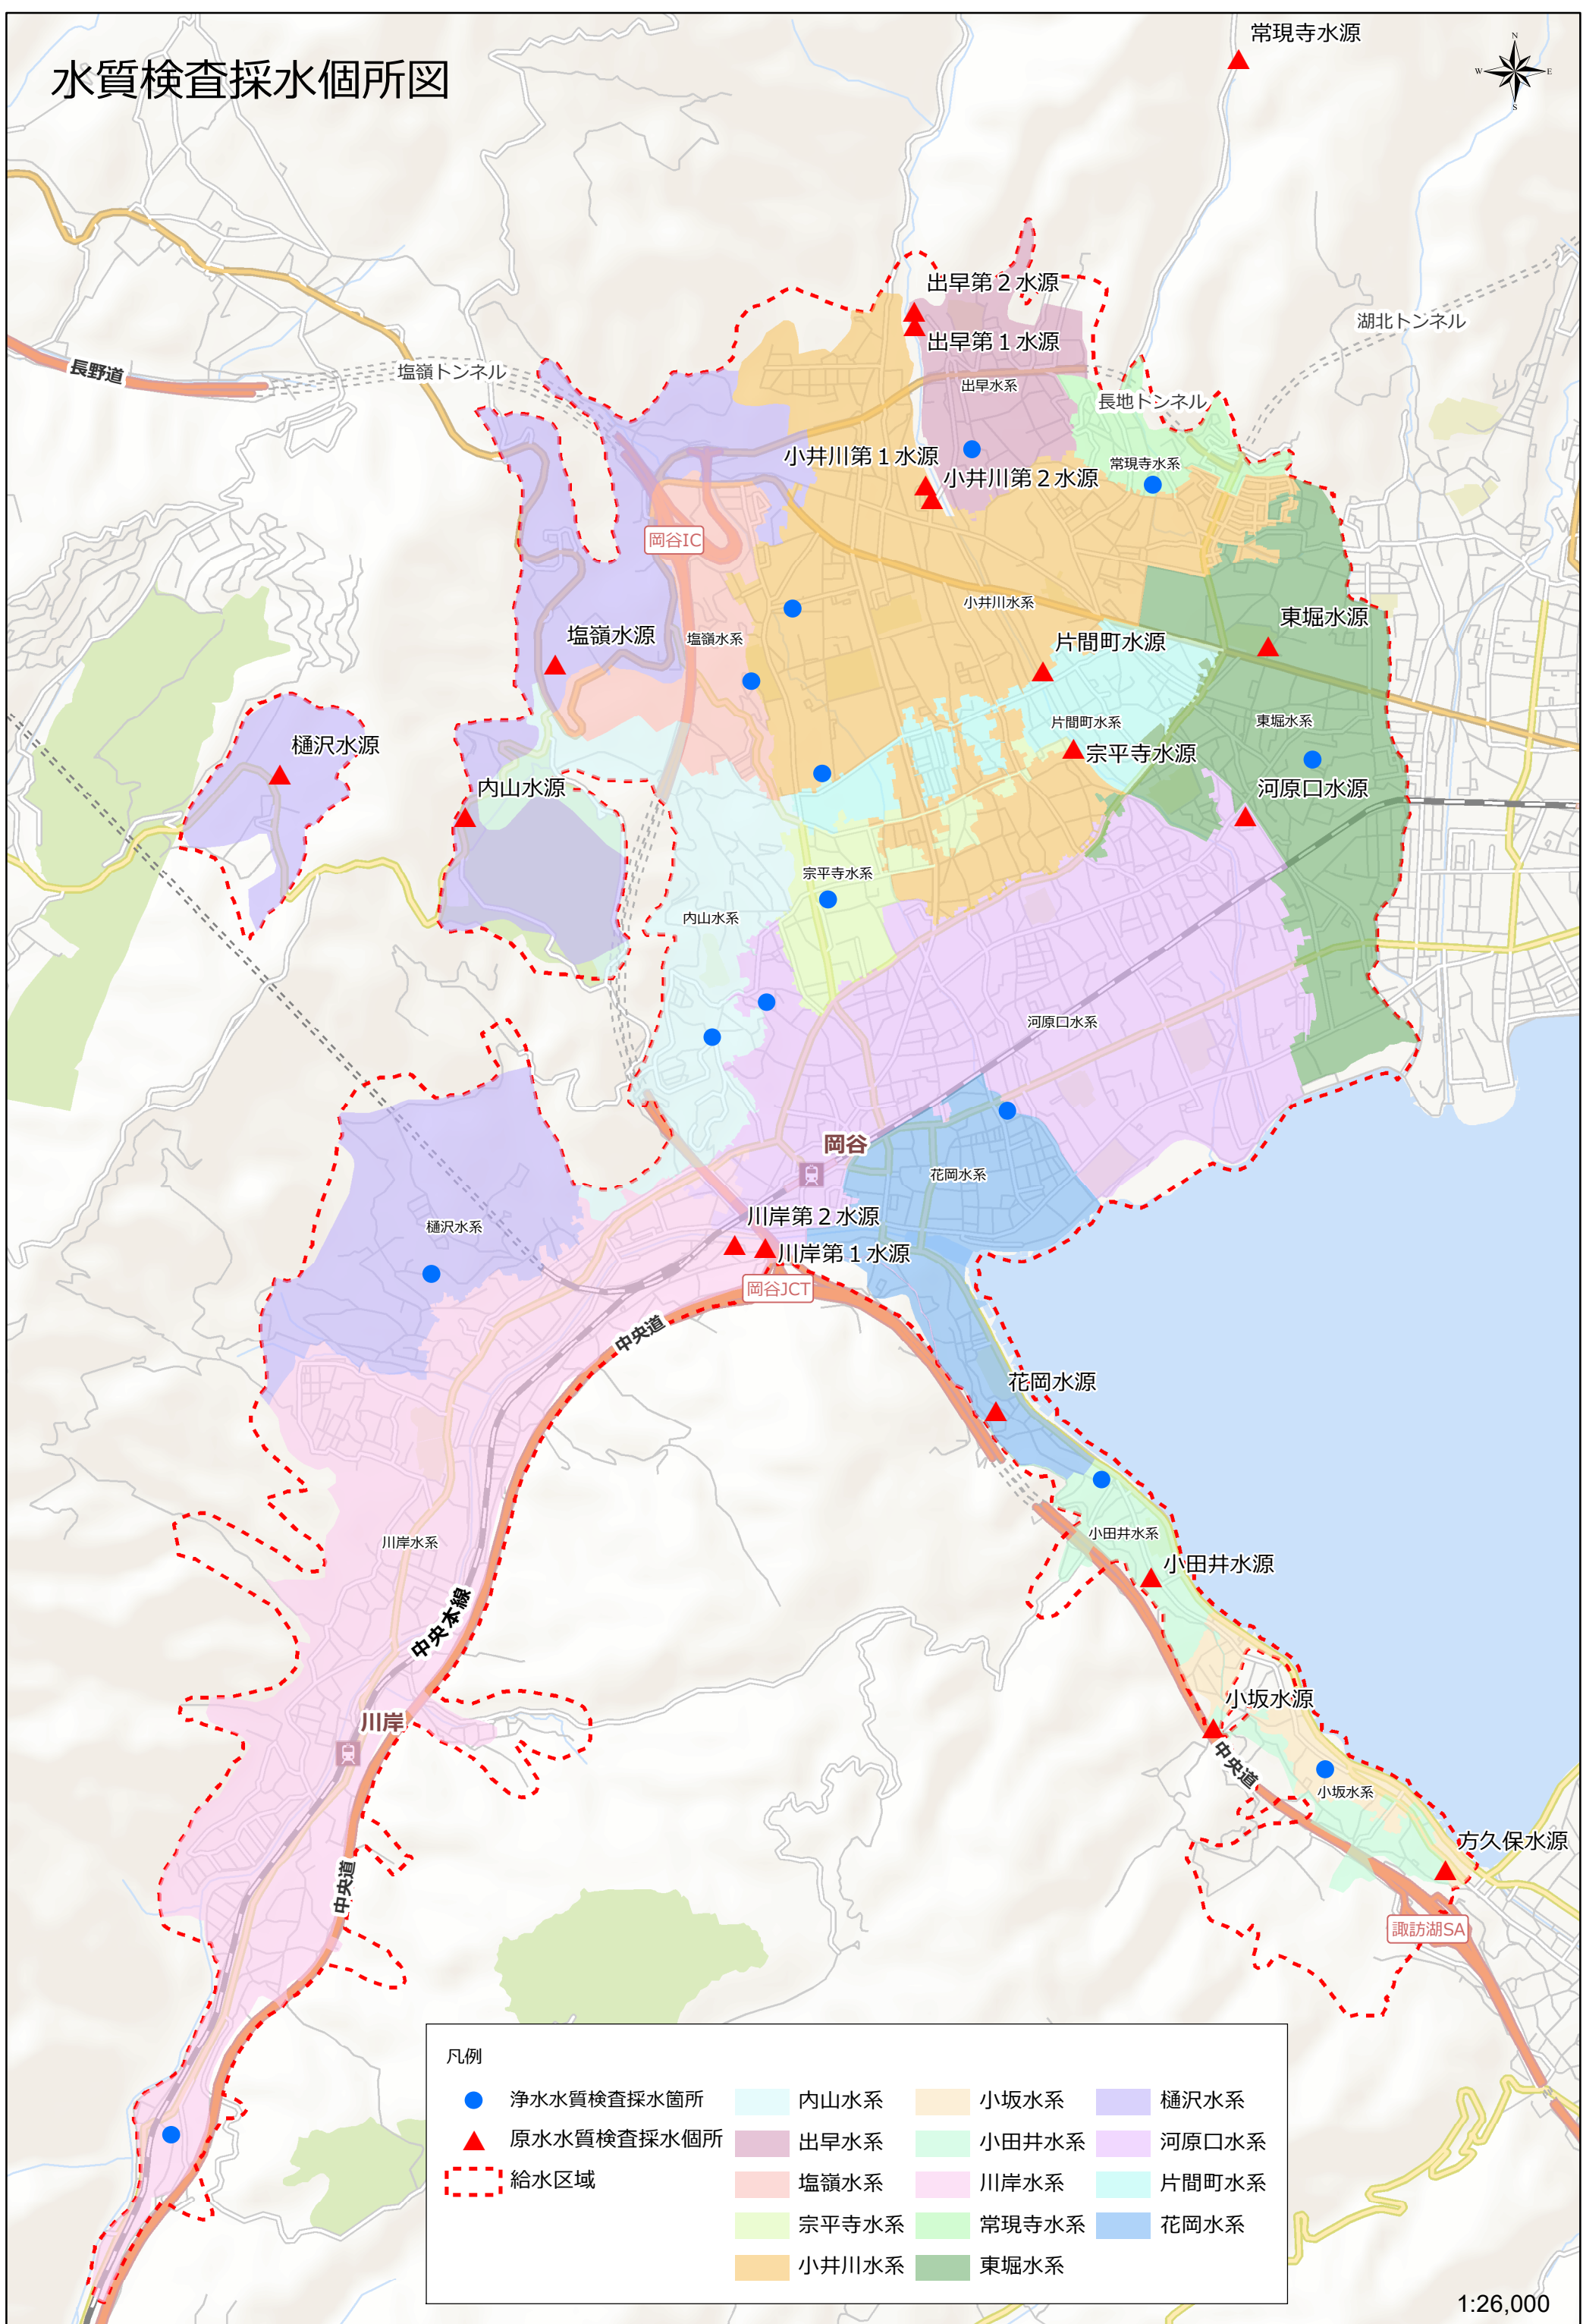 水質検査採水個所図
常現寺水源
N
W
E
S
出早第２水源
出早第１水源
湖北トンネル
長野道
塩嶺トンネル
出早水系
長地トンネル
小井川第１水源
常現寺水系
小井川第２水源
岡谷IC
小井川水系
東堀水源
塩嶺水源
塩嶺水系
片間町水源
片間町水系
東堀水系
樋沢水源
宗平寺水源
内山水源
河原口水源
宗平寺水系
内山水系
河原口水系
岡谷
花岡水系
川岸第２水源
樋沢水系
川岸第１水源
岡谷JCT
中央道
花岡水源
小田井水系
川岸水系
小田井水源
中央本線
小坂水源
川岸
中央道
小坂水系
方久保水源
中央道
諏訪湖SA
凡例
浄水水質検査採水箇所
原水水質検査採水個所
給水区域
内山水系
出早水系
塩嶺水系
宗平寺水系
小井川水系
小坂水系
小田井水系
川岸水系
常現寺水系
東堀水系
樋沢水系
河原口水系
片間町水系
花岡水系
1:26,000